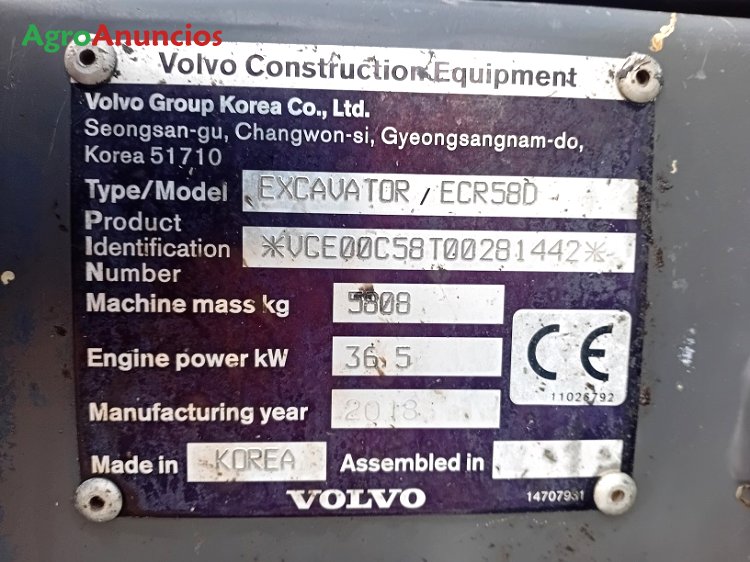 AgroAnuncios
Volvo Construction Equipment
Volvo Group Korea Co., Ltd.
Seongsan-gu, Changwon-si, Gyeongsangnam-do,
Korea 51710
Type/Model EXCAVATOR / ECR58D
Product
Identification *VCE00C58T00281442*
Number
Machine mass kg 5808
Engine power kW 36.5
CE
11026792
Manufacturing year 2018
Made in KOREA Assembled in
VOLVO
14707931